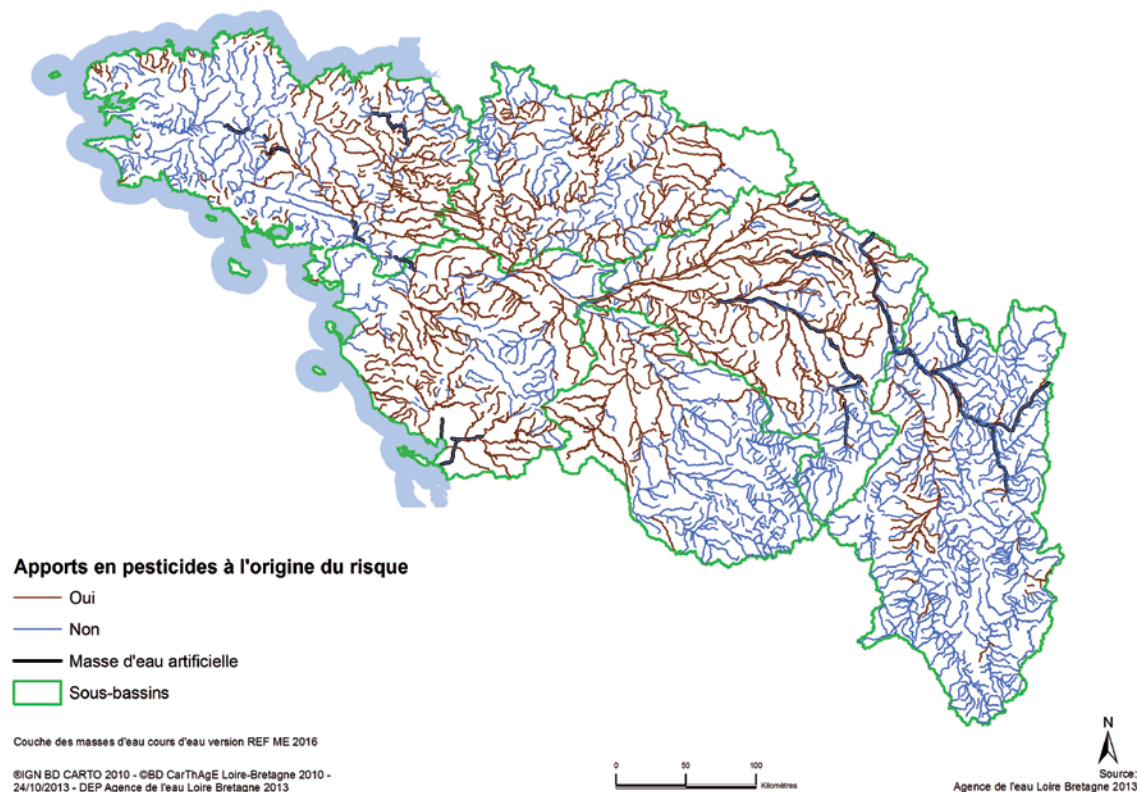 Apports en pesticides à l'origine du risque
Oui
Non
Masse d'eau artificielle
Sous-bassins
Couche des masses d'eau cours d'eau version REF ME 2016
©IGN BD CARTO 2010 - ©BD CarThAgE Loire-Bretagne 2010 -
24/10/2013 - DEP Agence de l'eau Loire Bretagne 2013
0 50 100
Kilomètres
N
Source:
Agence de l'eau Loire Bretagne 2013